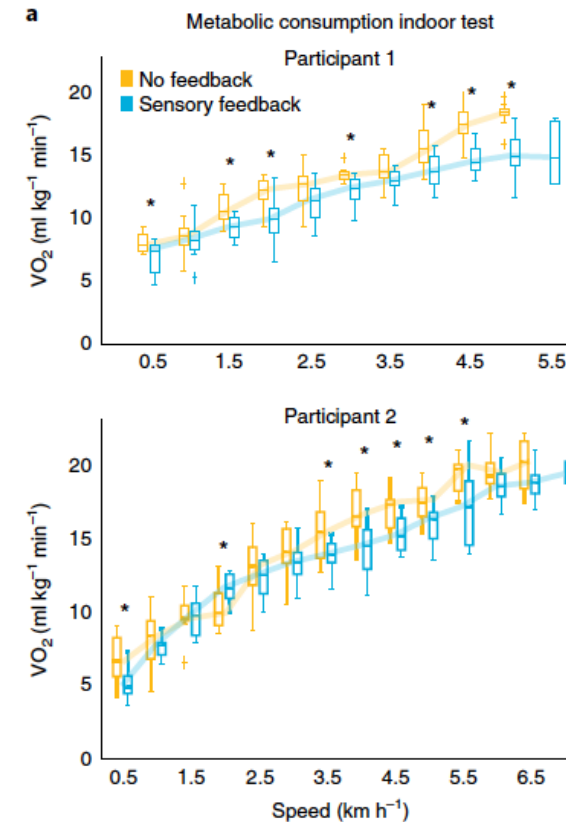 a
Metabolic consumption indoor test
Participant 1
No feedback
Sensory feedback
VO₂ (ml kg⁻¹ min⁻¹)
20
15
10
5
0
* * * * * * *
0.5 1.5 2.5 3.5 4.5 5.5
Participant 2
VO₂ (ml kg⁻¹ min⁻¹)
20
15
10
5
0
* * * * * * *
0.5 1.5 2.5 3.5 4.5 5.5 6.5
Speed (km h⁻¹)